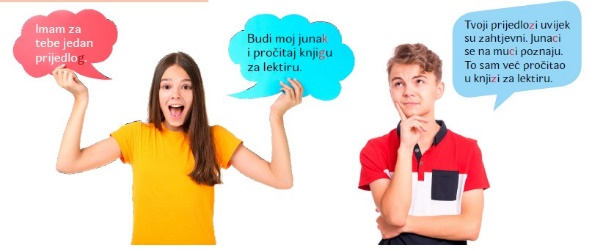 Imam za
tebe jedan
prijedlog.
Budi moj junak
i pročitaj knjigu
za lektiru.
Tvoji prijedlozi uvijek
su zahtjevni. Junaci
se na muci poznaju.
To sam već pročitao
u knjizi za lektiru.